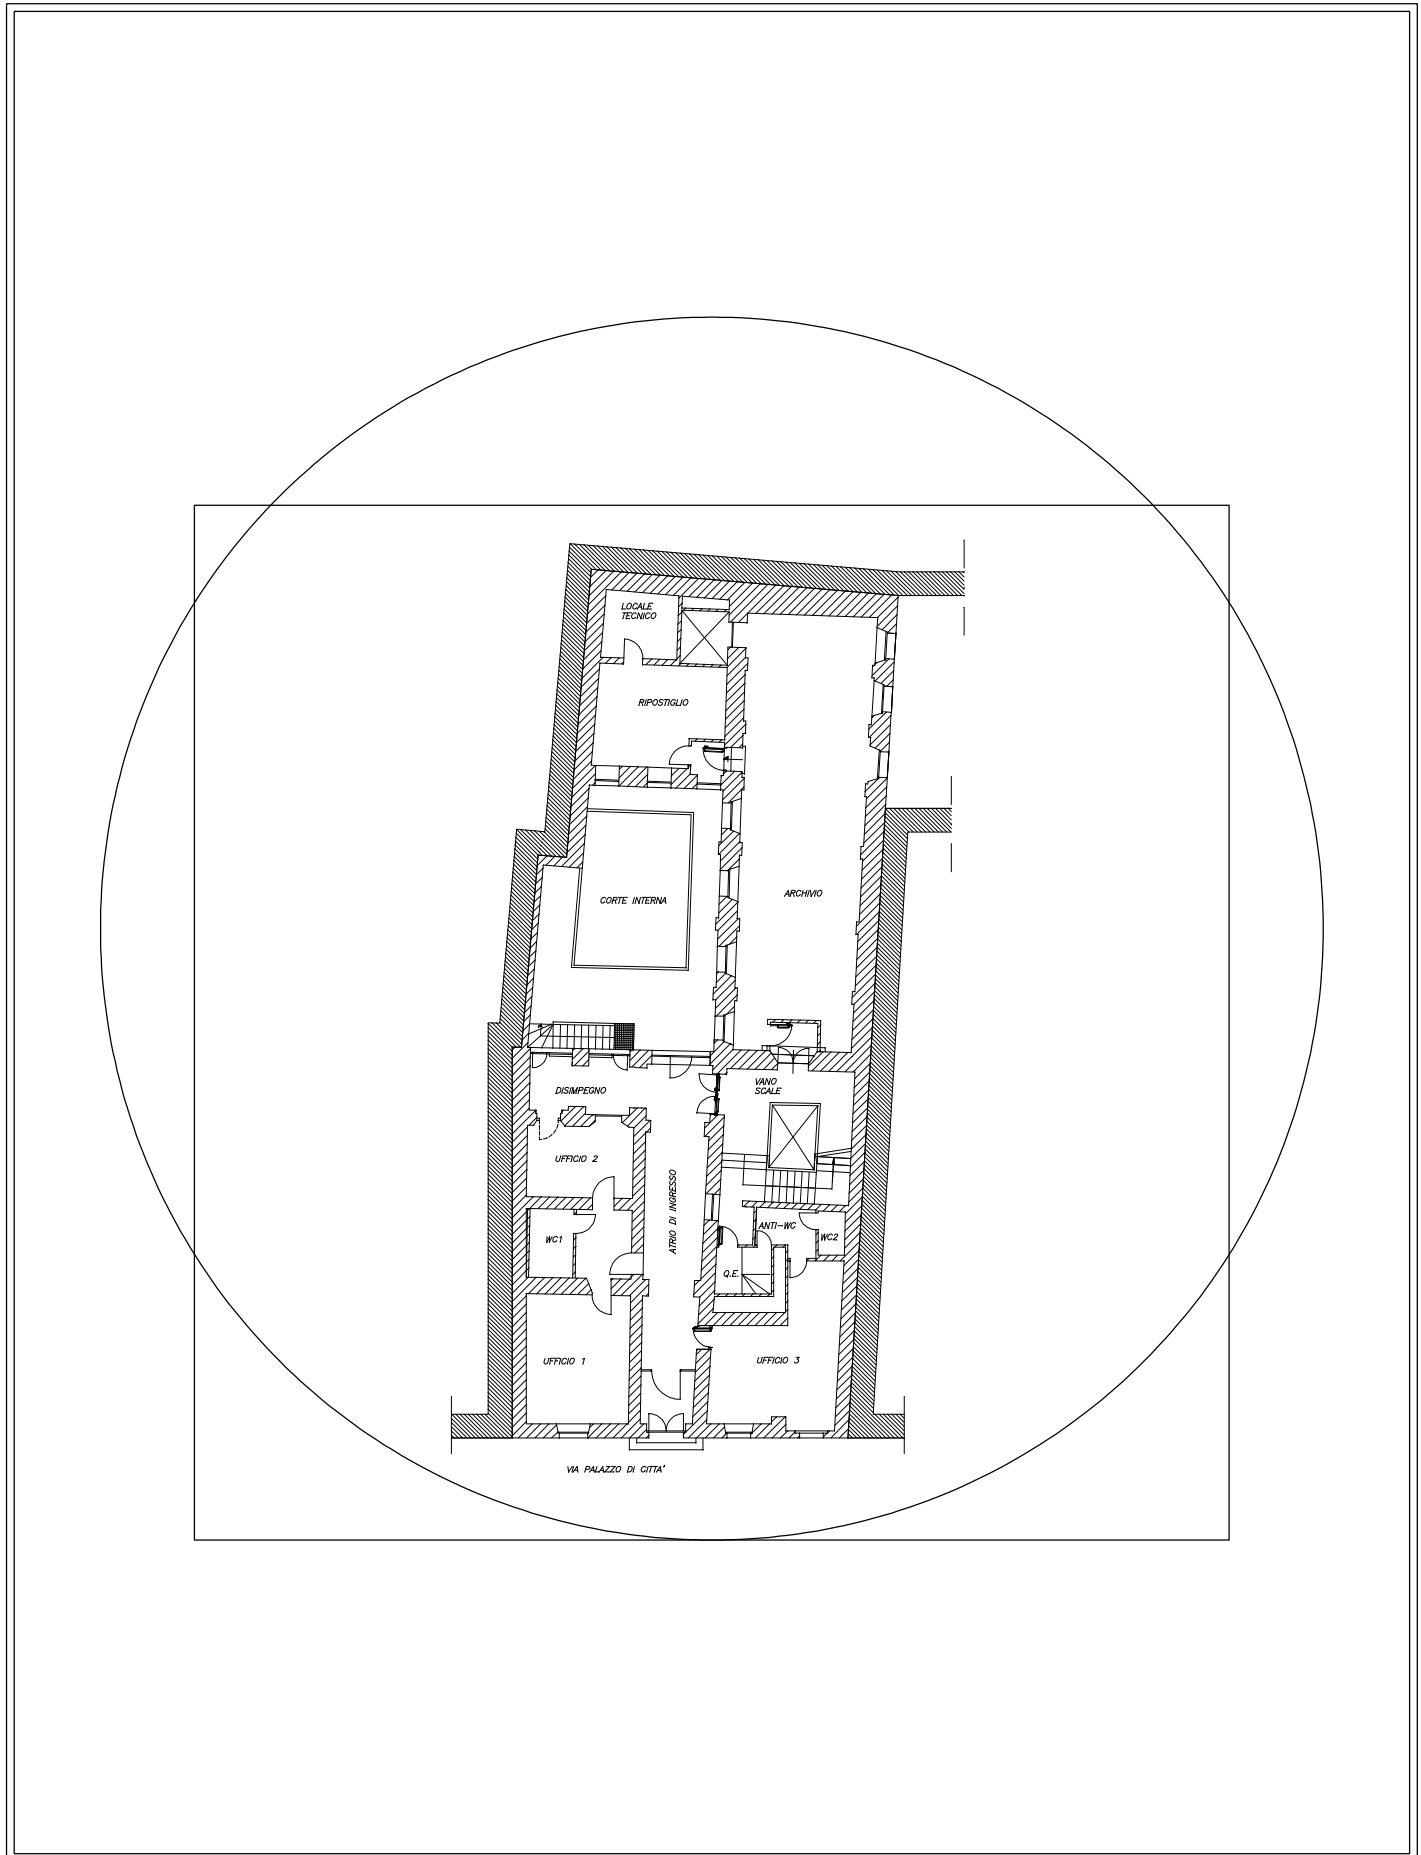 LOCALE
TECNICO
RIPOSTIGLIO
ARCHIVIO
CORTE INTERNA
VANO
SCALE
DISIMPEGNO
UFFICIO 2
ATRIO DI INGRESSO
ANTI-WC
WC2
WC1
Q.E.
UFFICIO 1
UFFICIO 3
VIA PALAZZO DI CITTA'